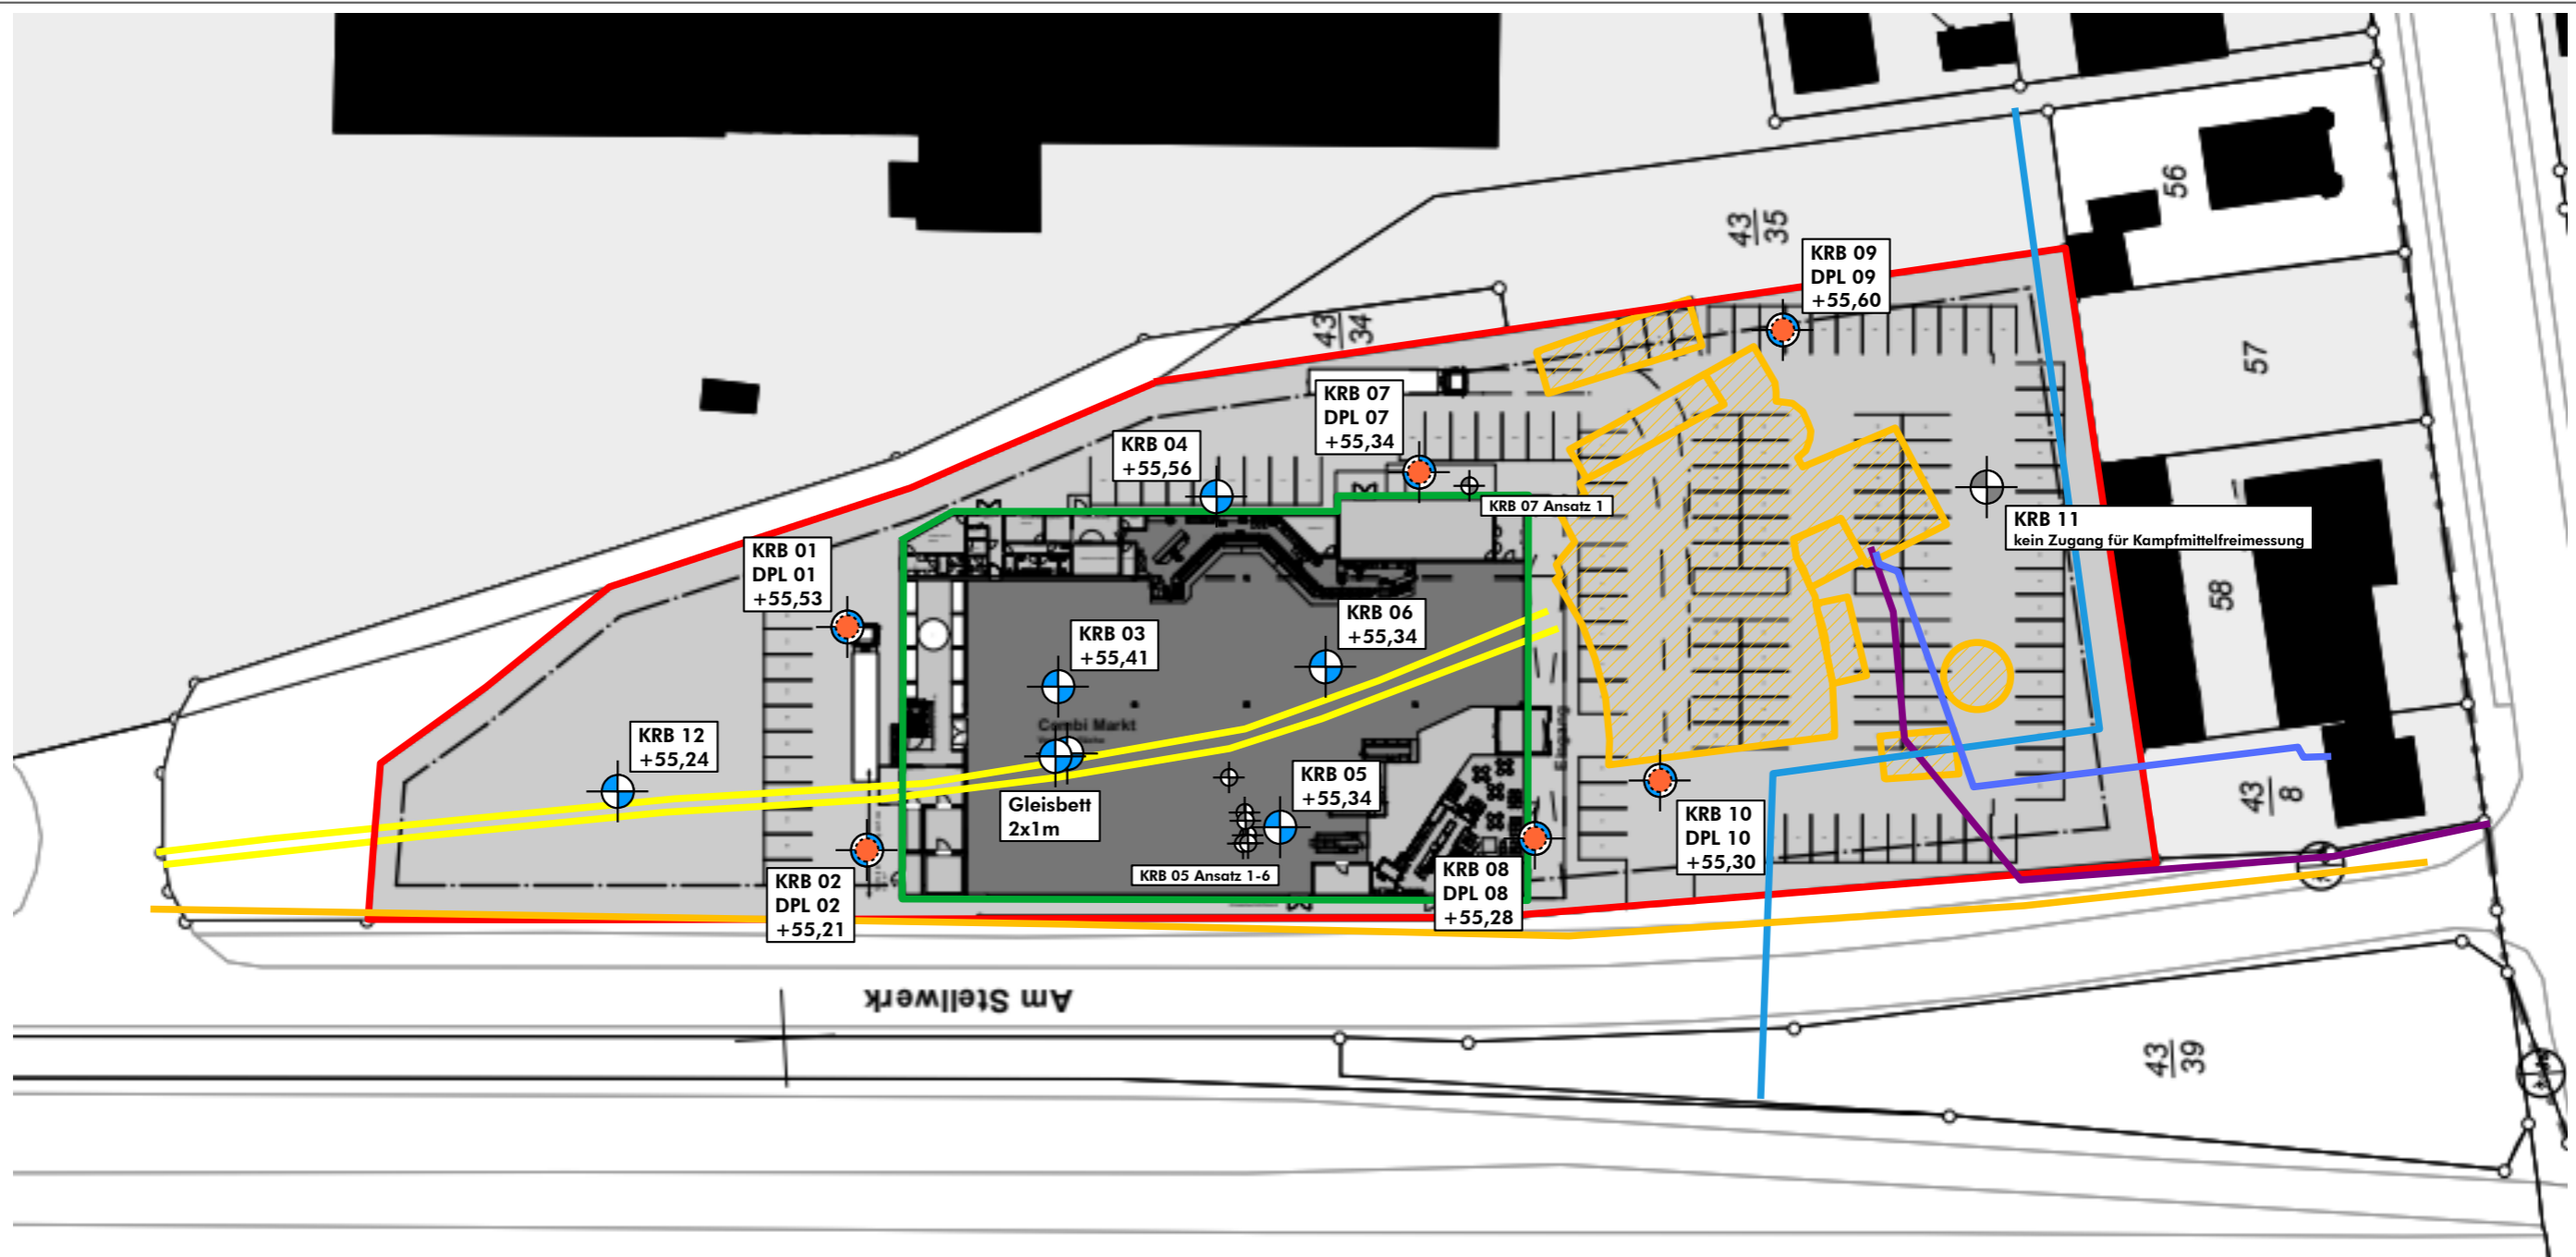 56
43
35
KRB 09
DPL 09
+55,60
43
34
57
KRB 07
DPL 07
+55,34
KRB 04
+55,56
KRB 07 Ansatz 1
KRB 11
kein Zugang für Kampfmittelfreimessung
KRB 01
DPL 01
+55,53
58
KRB 06
+55,34
KRB 03
+55,41
Combi Markt
KRB 12
+55,24
Eingang
KRB 05
+55,34
43
8
Gleisbett
2x1m
KRB 10
DPL 10
+55,30
KRB 05 Ansatz 1-6
KRB 08
DPL 08
+55,28
KRB 02
DPL 02
+55,21
Am Stellwerk
43
39